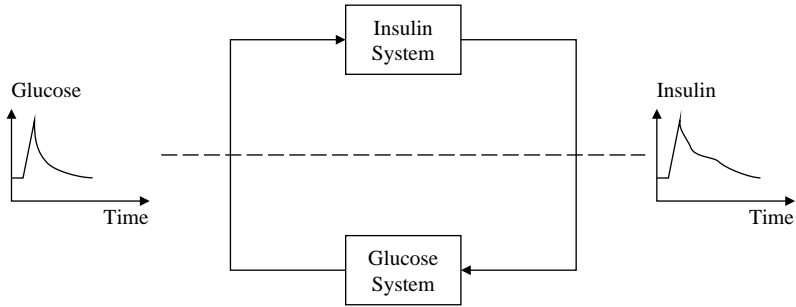 Insulin
System
Glucose
Time
Insulin
Time
Glucose
System